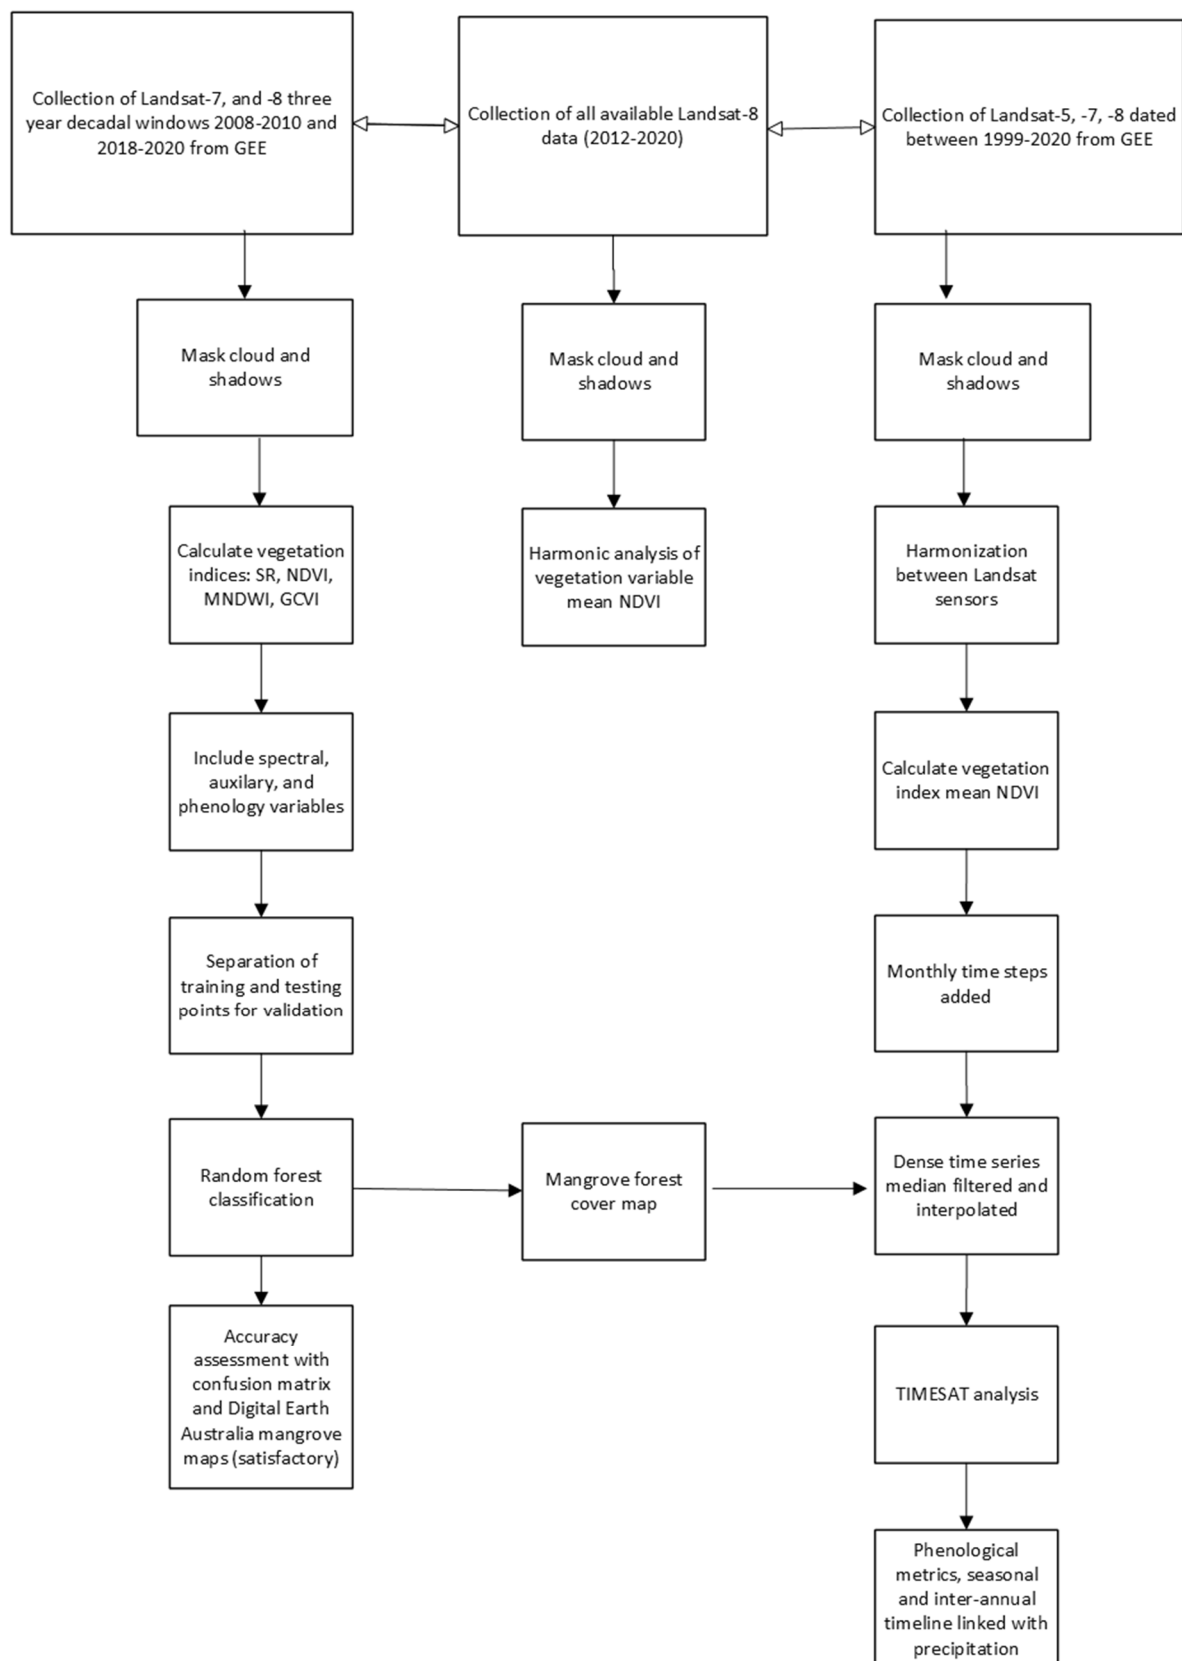 Collection of Landsat-7, and -8 three
year decadal windows 2008-2010 and
2018-2020 from GEE
Collection of all available Landsat-8
data (2012-2020)
Collection of Landsat-5, -7, -8 dated
between 1999-2020 from GEE
Mask cloud and
shadows
Mask cloud and
shadows
Mask cloud and
shadows
Calculate vegetation
indices: SR, NDVI,
MNDWI, GCVI
Harmonic analysis of
vegetation variable
mean NDVI
Harmonization
between Landsat
sensors
Include spectral,
auxilary, and
phenology variables
Calculate vegetation
index mean NDVI
Separation of
training and testing
points for validation
Monthly time steps
added
Random forest
classification
Mangrove forest
cover map
Dense time series
median filtered and
interpolated
Accuracy
assessment with
confusion matrix
and Digital Earth
Australia mangrove
maps (satisfactory)
TIMESAT analysis
Phenological
metrics, seasonal
and inter-annual
timeline linked with
precipitation